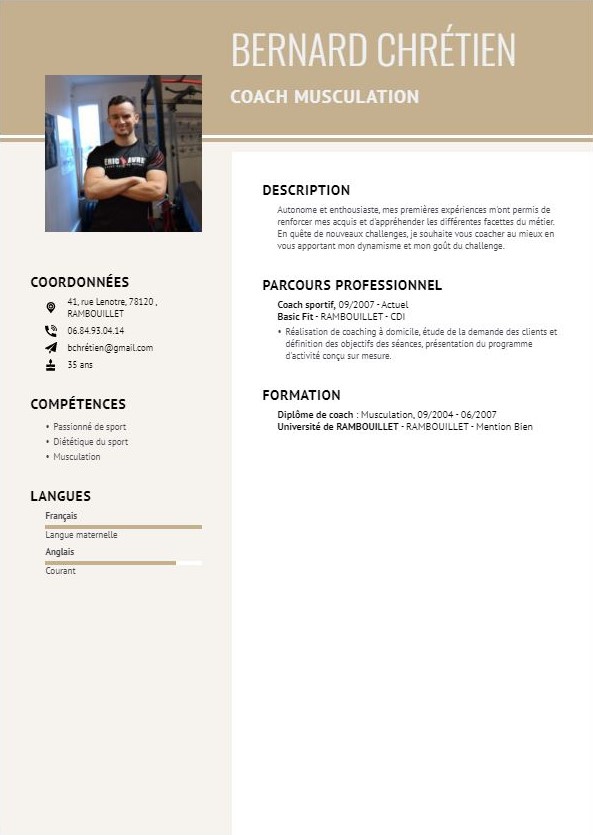 BERNARD CHRÉTIEN
COACH MUSCULATION
COORDONNÉES
41, rue Lenotre, 78120 ,
RAMBOUILLET
06.84.93.04.14
bchrétien@gmail.com
35 ans
COMPÉTENCES
• Passionné de sport
• Diététique du sport
• Musculation
LANGUES
Français
Langue maternelle
Anglais
Courant
DESCRIPTION
Autonome et enthousiaste, mes premières expériences m'ont permis de
renforcer mes acquis et d'appréhender les différentes facettes du métier.
En quête de nouveaux challenges, je souhaite vous coacher au mieux en
vous apportant mon dynamisme et mon goût du challenge.
PARCOURS PROFESSIONNEL
Coach sportif, 09/2007 - Actuel
Basic Fit - RAMBOUILLET - CDI
• Réalisation de coaching à domicile, étude de la demande des clients et
définition des objectifs des séances, présentation du programme
d'activité conçu sur mesure.
FORMATION
Diplôme de coach : Musculation, 09/2004 - 06/2007
Université de RAMBOUILLET - RAMBOUILLET - Mention Bien